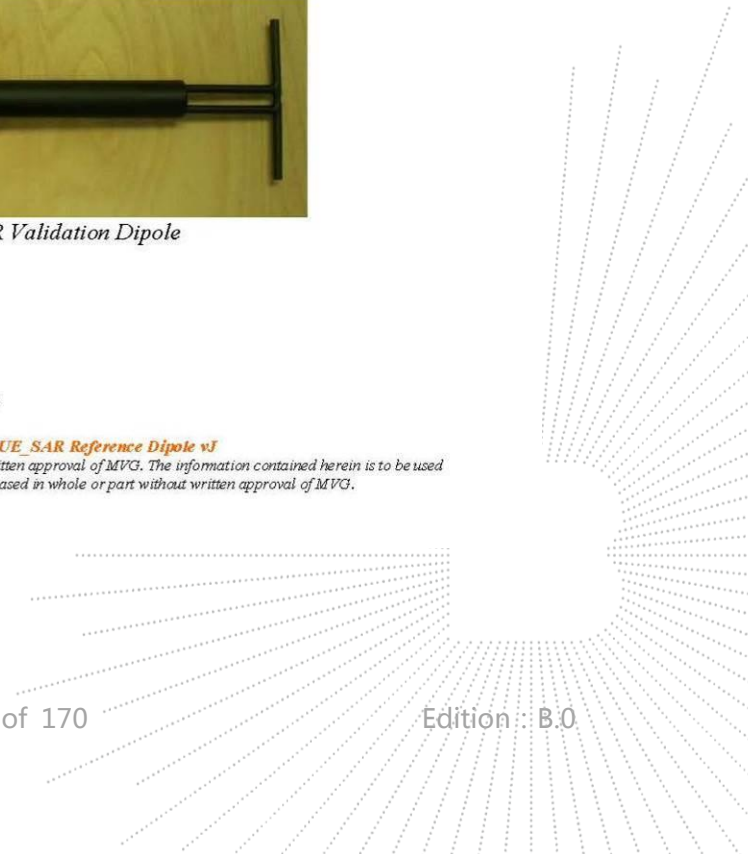 R Validation Dipole
UE_SAR Reference Dipole vJ
tten approval of MVG. The information contained herein is to be used
ased in whole or part without written approval of MVG.
of 170
Edition : B.0